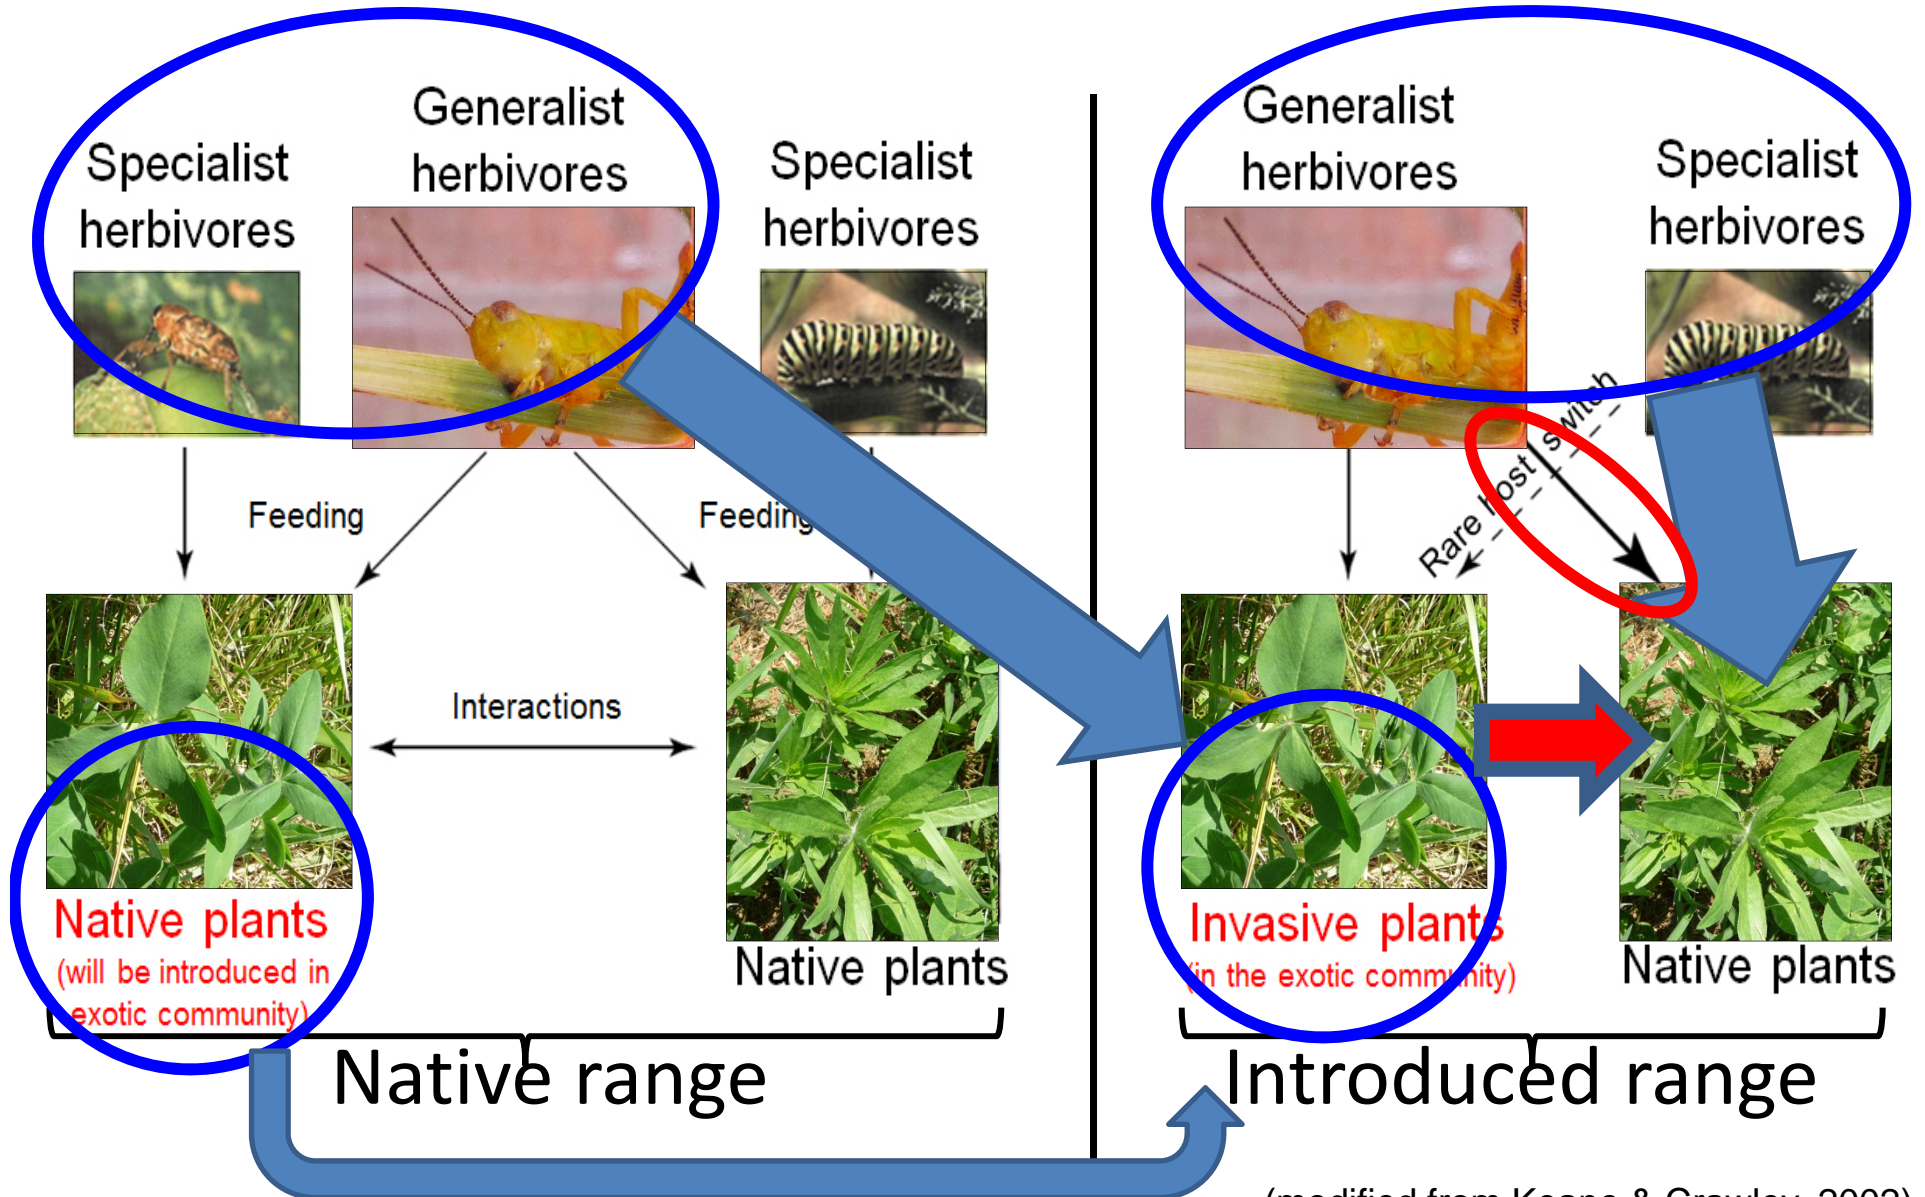 Specialist
herbivores
Generalist
herbivores
Specialist
herbivores
Feeding
Feeding
Interactions
Native plants
(will be introduced in
exotic community)
Native plants
Native range
Generalist
herbivores
Specialist
herbivores
Rare host switch
Invasive plants
(in the exotic community)
Native plants
Introduced range
(modified from Keane & Crawley, 2002)